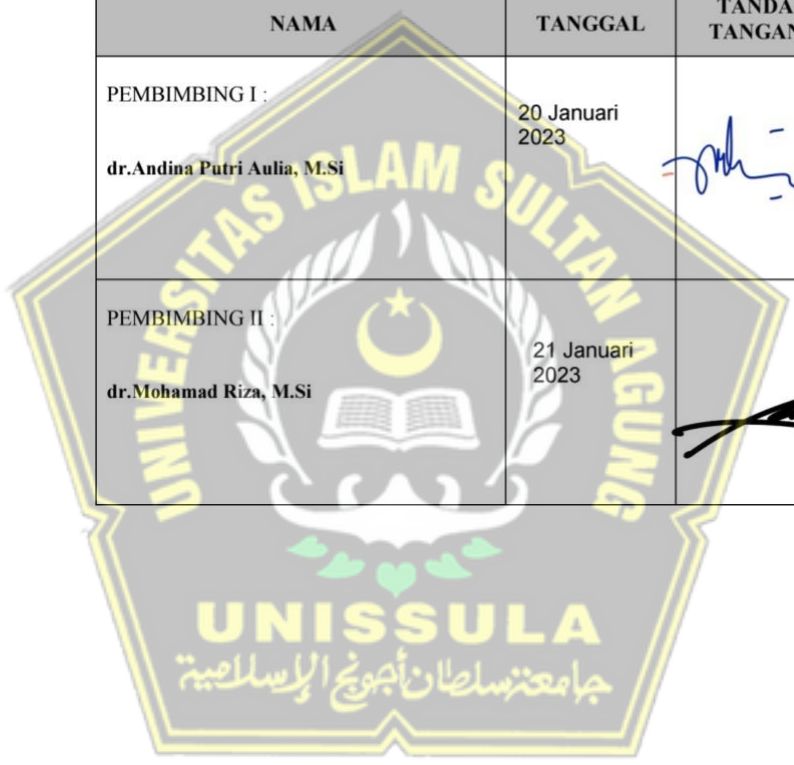 NAMA
TANGGAL
TANDA
TANGAN
PEMBIMBING I :
dr.Andina Putri Aulia, M.Si
20 Januari
2023
PEMBIMBING II :
dr.Mohamad Riza, M.Si
21 Januari
2023
UNIVERSITAS ISLAM SULTAN AGUNG
UNISSULA
جامعة سلطان أجونج الإسلامية